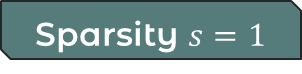 Sparsity s = 1